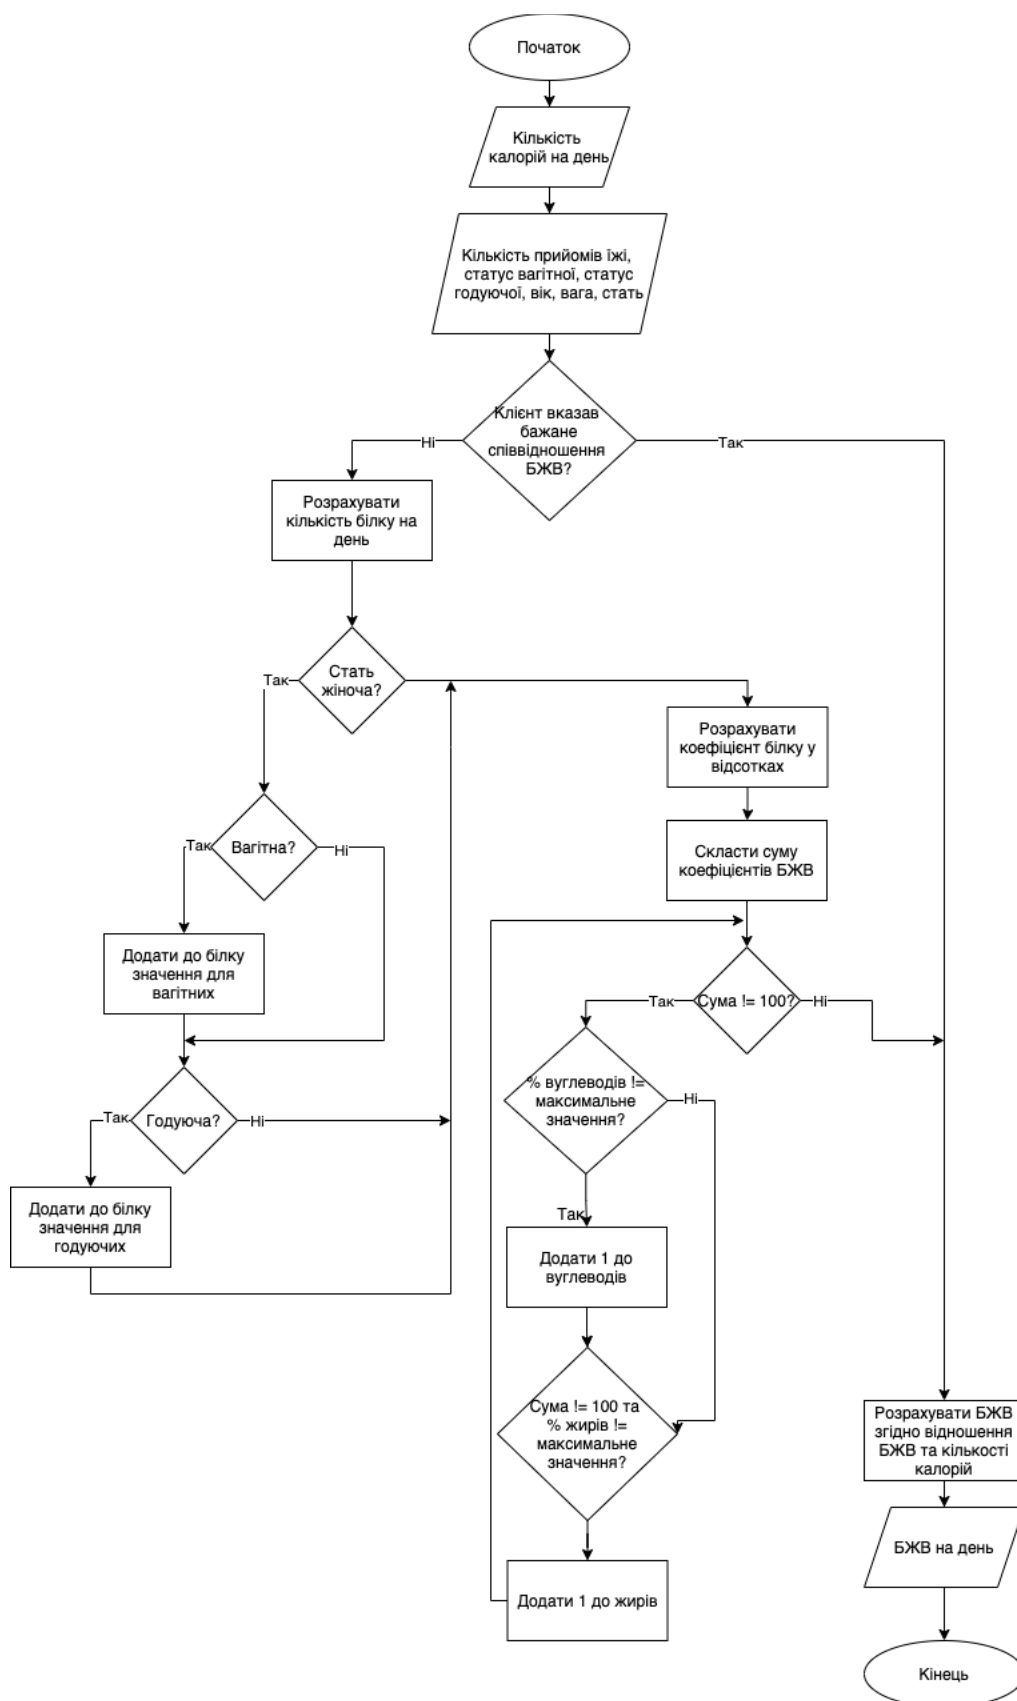 Початок
Кількість
калорій на день
Кількість прийомів їжі,
статус вагітної, статус
годуючої, вік, вага, стать
Клієнт вказав
бажане
співвідношення
БЖВ?
Ні
Так
Розрахувати
кількість білку на
день
Стать
жіноча?
Так
Розрахувати
коефіцієнт білку у
відсотках
Вагітна?
Так
Ні
Скласти суму
коефіцієнтів БЖВ
Додати до білку
значення для
вагітних
Сума != 100?
Так
Ні
Годуюча?
Так
Ні
% вуглеводів !=
максимальне
значення?
Ні
Так
Додати до білку
значення для
годуючих
Додати 1 до
вуглеводів
Сума != 100 та
% жирів !=
максимальне
значення?
Розрахувати БЖВ
згідно відношення
БЖВ та кількості
калорій
БЖВ на день
Додати 1 до жирів
Кінець